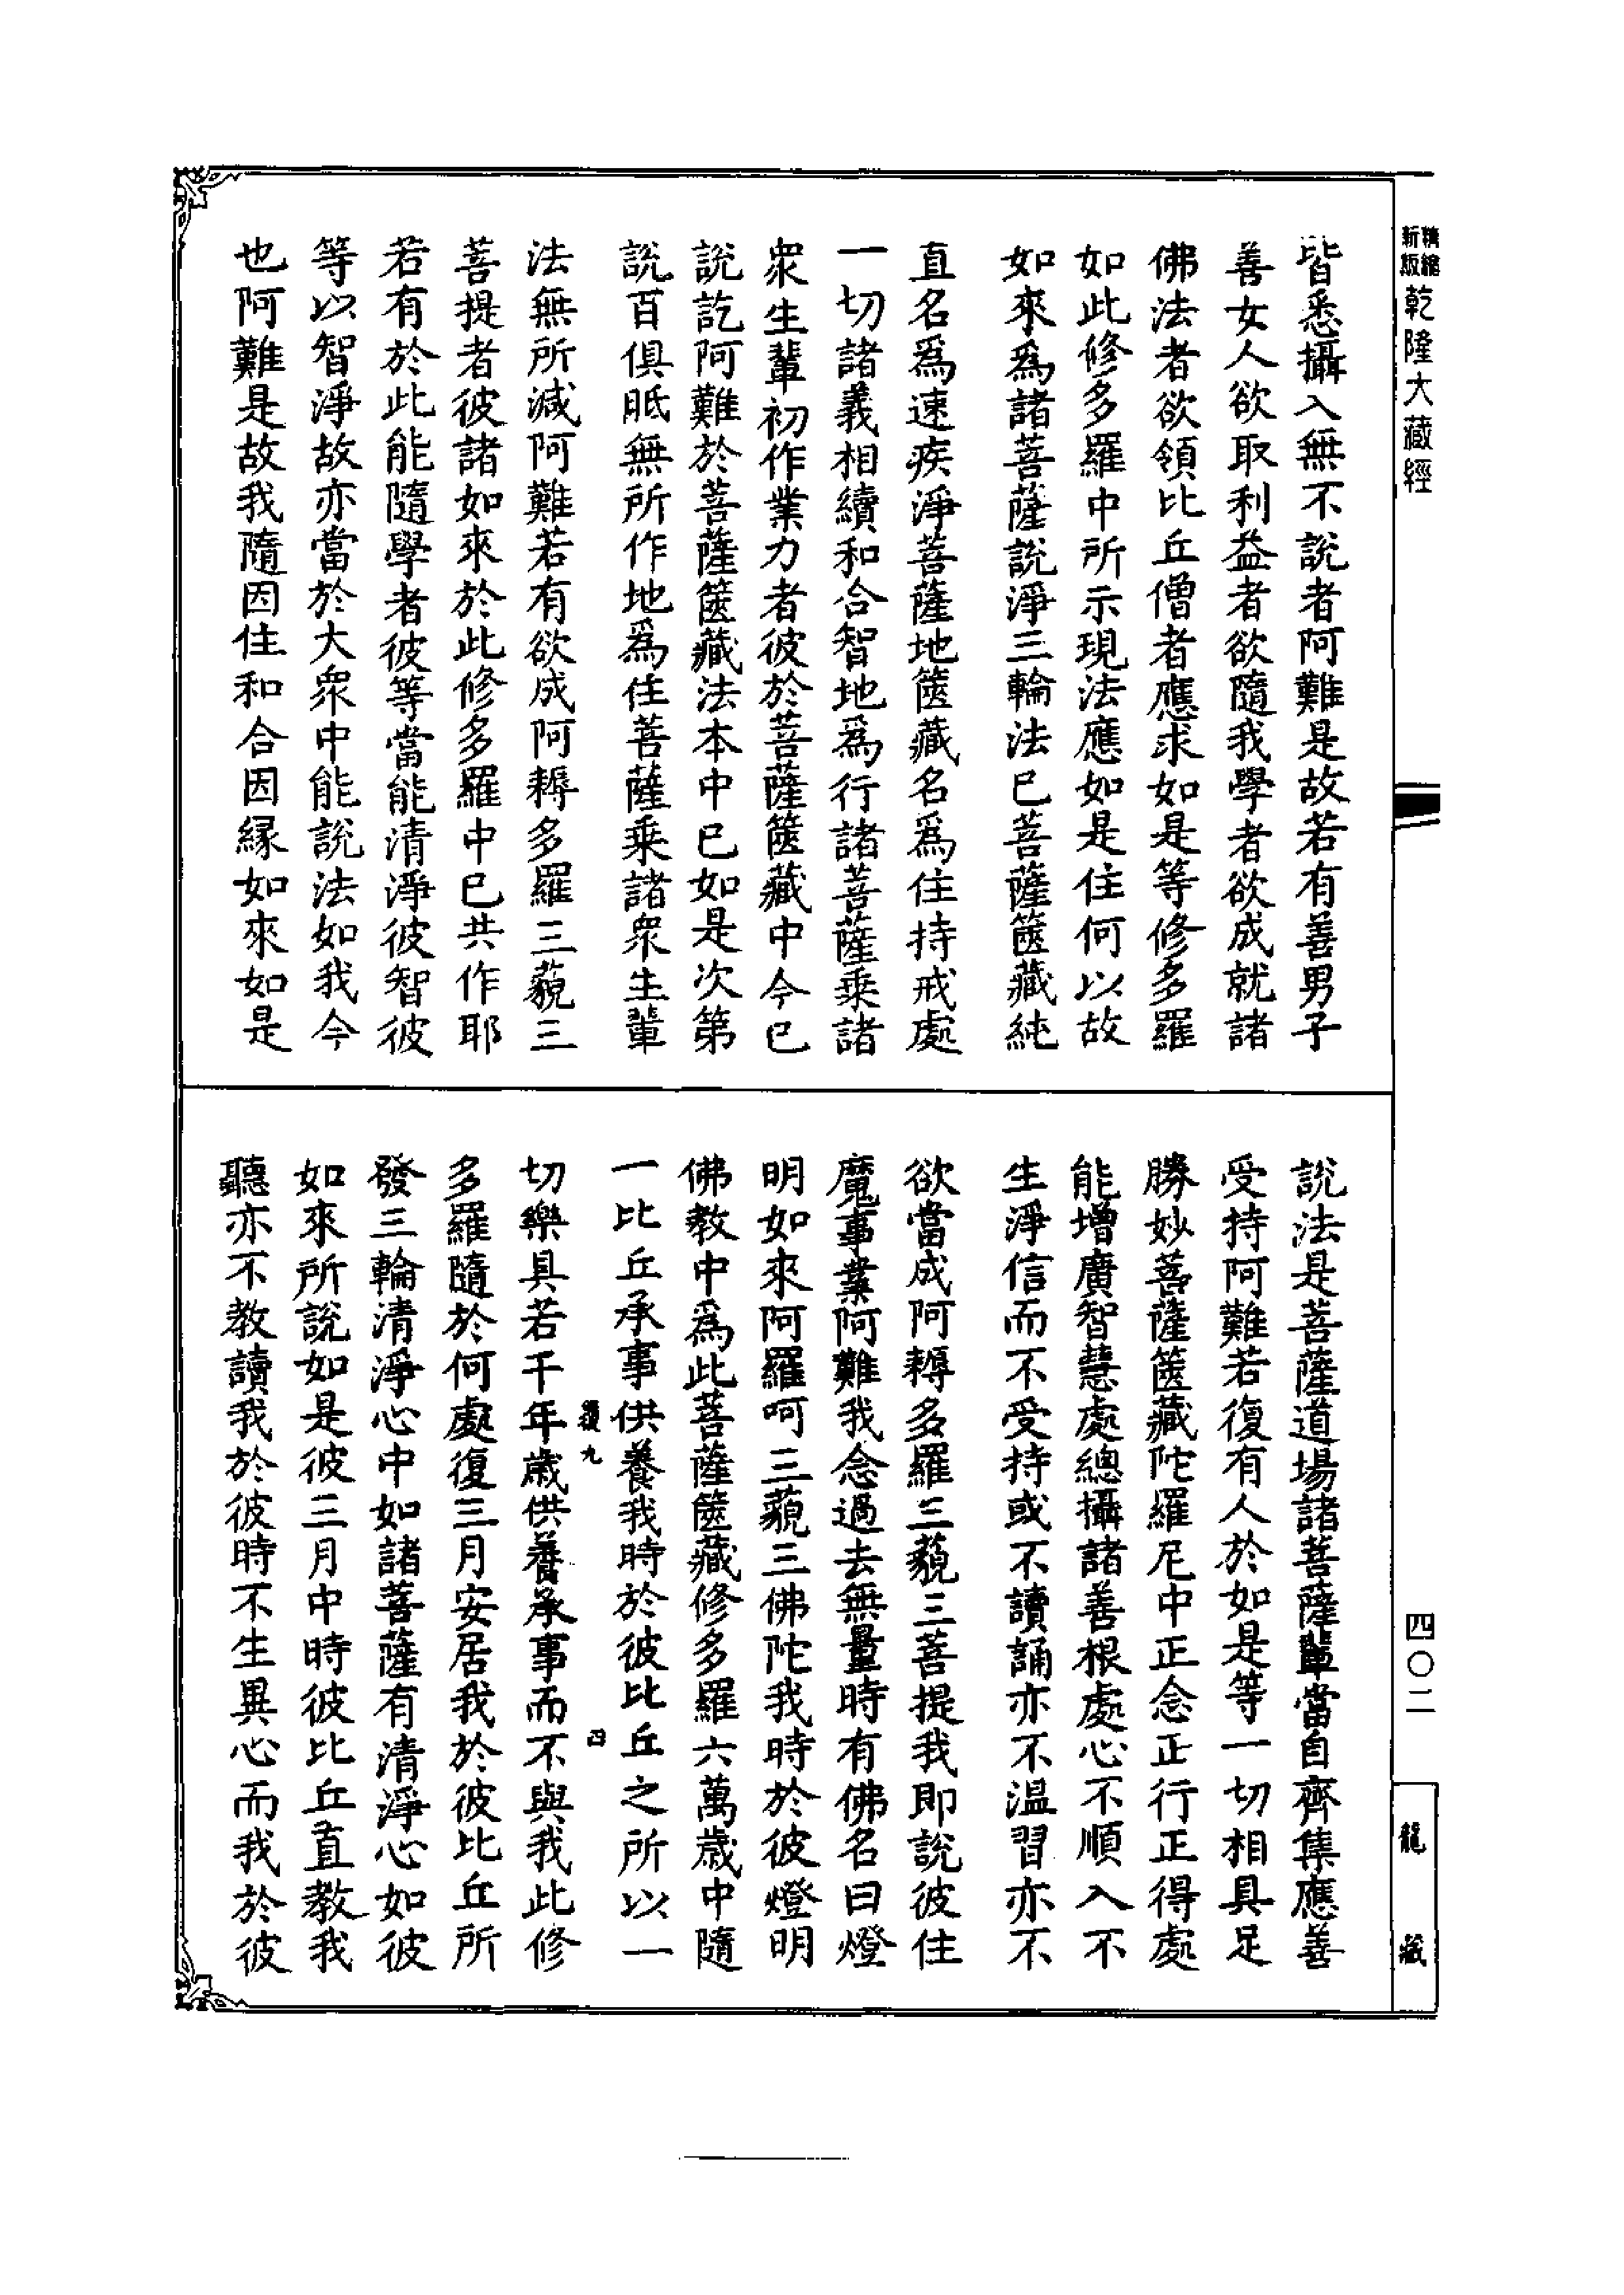 精縮
新版
乾隆大藏經
皆悉攝入無不說者阿難是故若有善男子
善女人欲取利益者欲隨我學者欲成就諸
佛法者欲領比丘僧者應求如是等修多羅
如此修多羅中所示現法應如是住何以故
如來爲諸菩薩說淨三輪法已菩薩篋藏純
直名爲速疾淨菩薩地篋藏名爲住持戒處
一切諸義相續和合智地爲行諸菩薩乘諸
衆生輩初作業力者彼於菩薩篋藏中今已
說訖阿難於菩薩篋藏法本中已如是次第
說百俱胝無所作地爲住菩薩乘諸衆生輩
法無所減阿難若有欲成阿耨多羅三藐三
菩提者彼諸如來於此修多羅中已共作耶
若有於此能隨學者彼等當能清淨彼智彼
等以智淨故亦當於大衆中能說法如我今
也阿難是故我隨因住和合因緣如來如是
說法是菩薩道場諸菩薩輩當自齊集應善
受持阿難若復有人於如是等一切相具足
勝妙菩薩篋藏陀羅尼中正念正行正得處
能增廣智慧處總攝諸善根處心不順入不
生淨信而不受持或不讀誦亦不溫習亦不
欲當成阿耨多羅三藐三菩提我即說彼住
魔事業阿難我念過去無量時有佛名曰燈
明如來阿羅呵三藐三佛陀我時於彼燈明
佛教中爲此菩薩篋藏修多羅六萬歲中隨
一比丘承事供養我時於彼比丘之所以一
四
切樂具若干年歲供養承事而不與我此修
多羅隨於何處復三月安居我於彼比丘所
發三輪清淨心中如諸菩薩有清淨心如彼
如來所說如是彼三月中時彼比丘直教我
聽亦不教讀我於彼時不生異心而我於彼
四〇二
龍藏